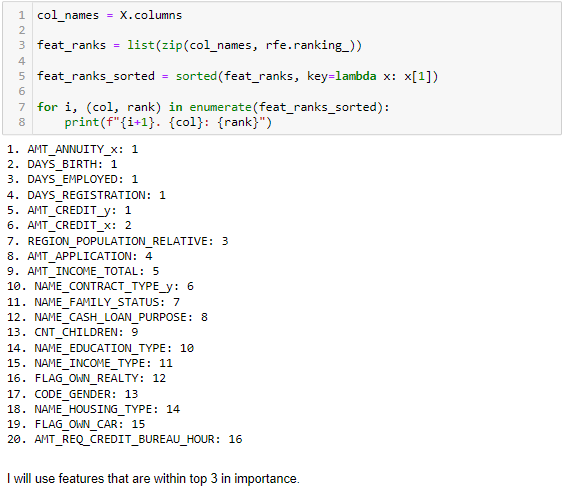 1 col_names = X.columns
2
3 feat_ranks = list(zip(col_names, rfe.ranking_))
4
5 feat_ranks_sorted = sorted(feat_ranks, key=lambda x: x[1])
6
7 for i, (col, rank) in enumerate(feat_ranks_sorted):
8     print(f"{i+1}. {col}: {rank}")
1. AMT_ANNUITY_x: 1
2. DAYS_BIRTH: 1
3. DAYS_EMPLOYED: 1
4. DAYS_REGISTRATION: 1
5. AMT_CREDIT_y: 1
6. AMT_CREDIT_x: 2
7. REGION_POPULATION_RELATIVE: 3
8. AMT_APPLICATION: 4
9. AMT_INCOME_TOTAL: 5
10. NAME_CONTRACT_TYPE_y: 6
11. NAME_FAMILY_STATUS: 7
12. NAME_CASH_LOAN_PURPOSE: 8
13. CNT_CHILDREN: 9
14. NAME_EDUCATION_TYPE: 10
15. NAME_INCOME_TYPE: 11
16. FLAG_OWN_REALTY: 12
17. CODE_GENDER: 13
18. NAME_HOUSING_TYPE: 14
19. FLAG_OWN_CAR: 15
20. AMT_REQ_CREDIT_BUREAU_HOUR: 16
I will use features that are within top 3 in importance.